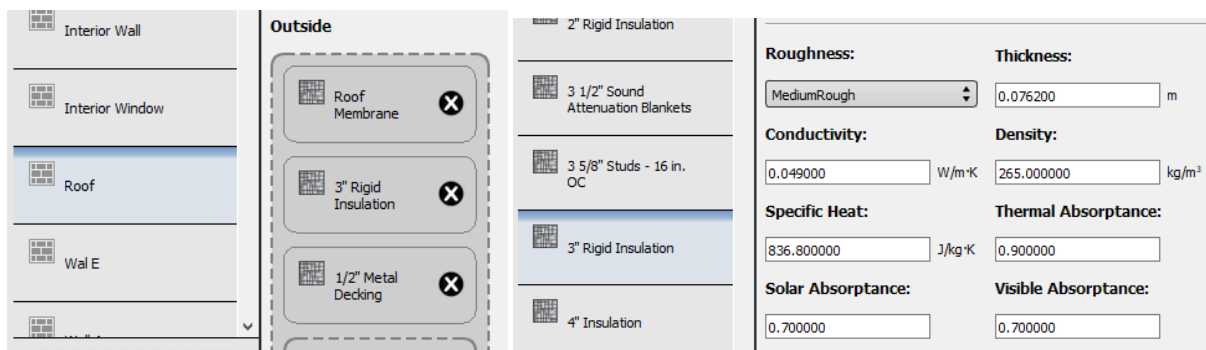 Interior Wall
Interior Window
Roof
Wal E
Outside
Roof
Membrane
3" Rigid
Insulation
1/2" Metal
Decking
2" Rigid Insulation
3 1/2" Sound
Attenuation Blankets
3 5/8" Studs - 16 in.
OC
3" Rigid Insulation
4" Insulation
Roughness:
Thickness:
MediumRough
0.076200 m
Conductivity:
Density:
0.049000 W/m·K
265.000000 kg/m³
Specific Heat:
Thermal Absorptance:
836.800000 J/kg·K
0.900000
Solar Absorptance:
Visible Absorptance:
0.700000
0.700000